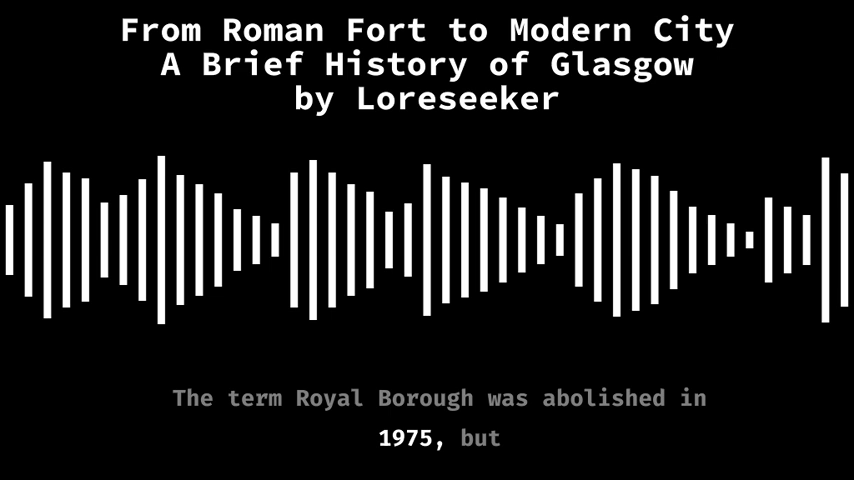 From Roman Fort to Modern City
A Brief History of Glasgow
by Loreseeker
The term Royal Borough was abolished in
1975, but